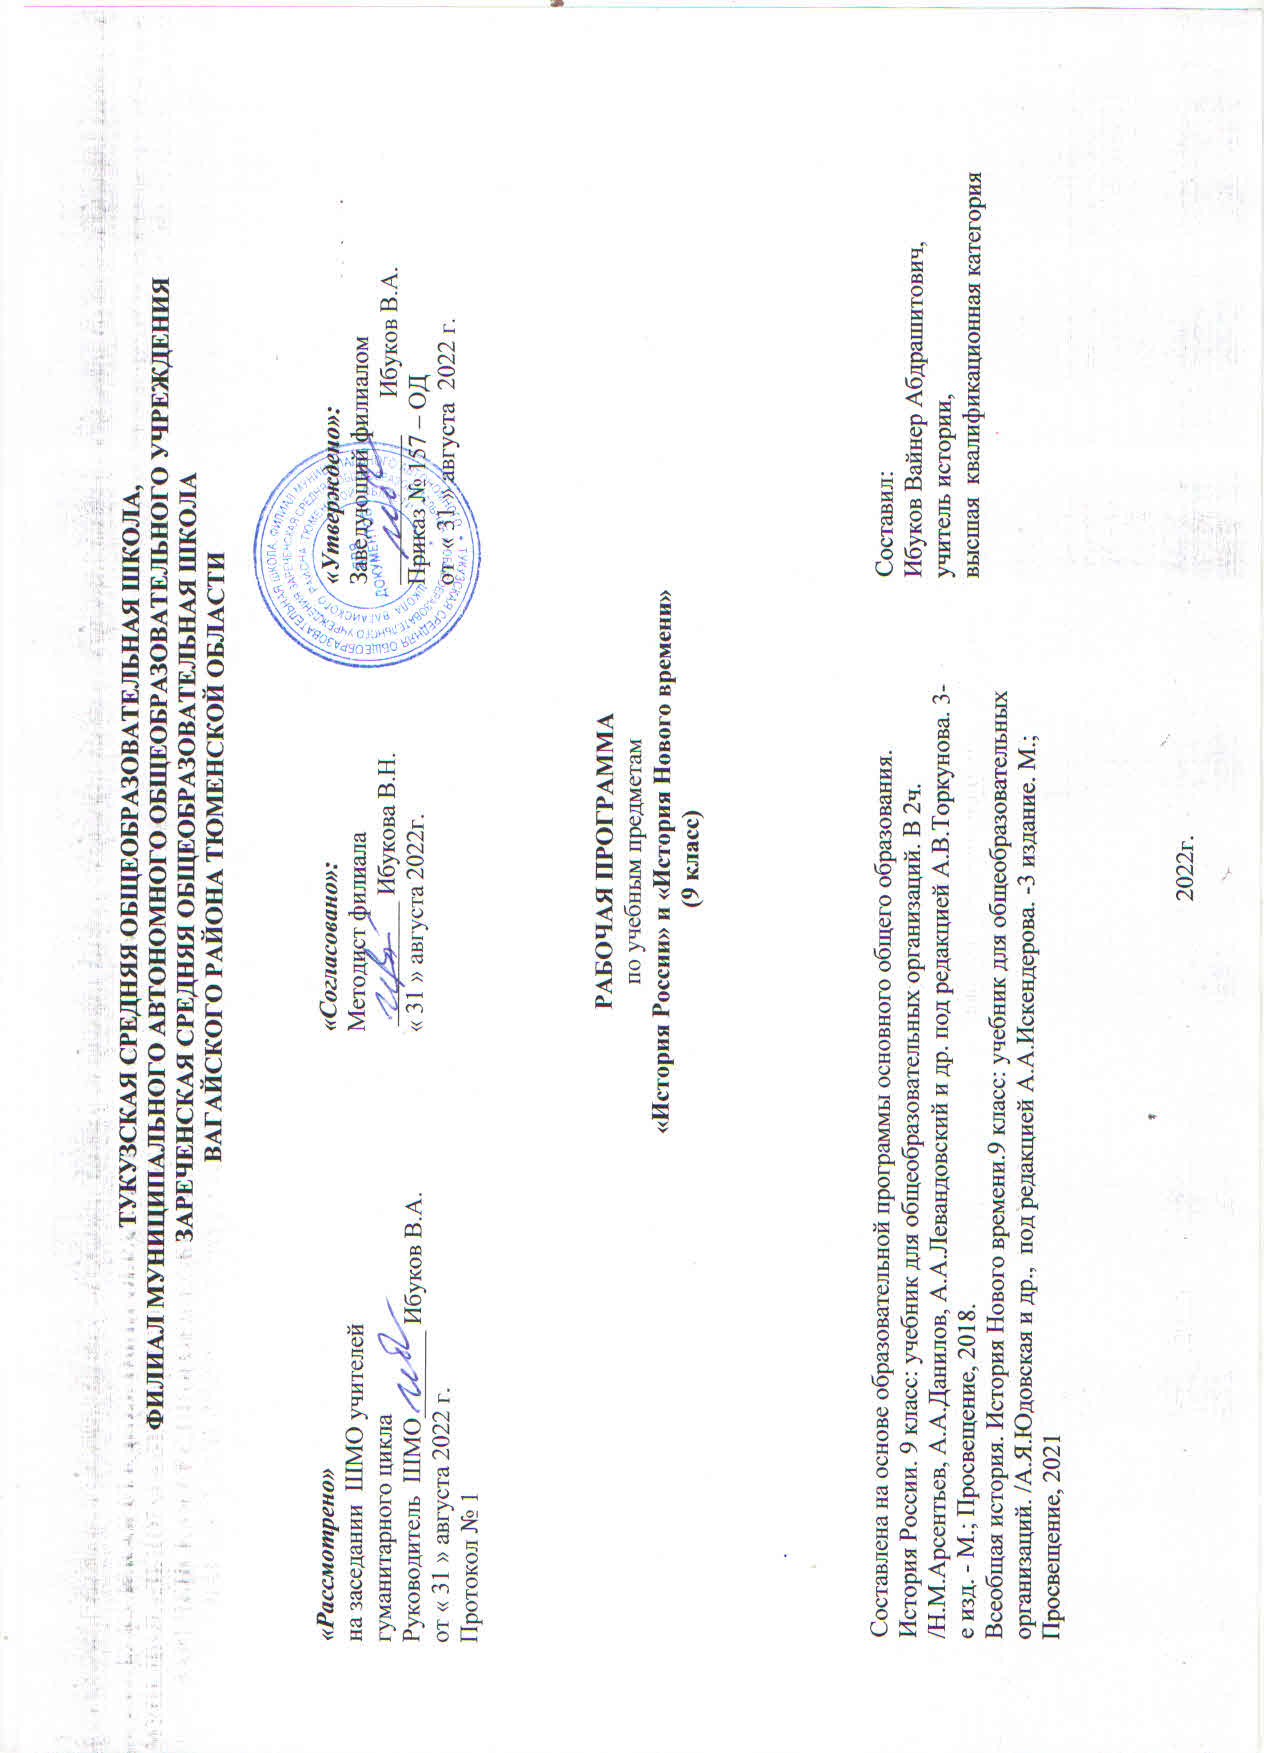 ТУКУЗСКАЯ СРЕДНЯЯ ОБЩЕОБРАЗОВАТЕЛЬНАЯ ШКОЛА,
ФИЛИАЛ МУНИЦИПАЛЬНОГО АВТОНОМНОГО ОБЩЕОБРАЗОВАТЕЛЬНОГО УЧРЕЖДЕНИЯ
ЗАРЕЧЕНСКАЯ СРЕДНЯЯ ОБЩЕОБРАЗОВАТЕЛЬНАЯ ШКОЛА
ВАГАЙСКОГО РАЙОНА ТЮМЕНСКОЙ ОБЛАСТИ
«Рассмотрено»
на заседании ШМО учителей
гуманитарного цикла
Руководитель ШМО Ибуков В.А.
от « 31 » августа 2022 г.
Протокол № 1
«Согласовано»:
Методист филиала
Ибукова В.Н.
« 31 » августа 2022г.
«Утверждено»:
Заведующий филиалом
Ибуков В.А.
Приказ № 157 – ОД
от « 31 » августа 2022 г.
РАБОЧАЯ ПРОГРАММА
по учебным предметам
«История России» и «История Нового времени»
(9 класс)
Составлена на основе образовательной программы основного общего образования.
История России. 9 класс: учебник для общеобразовательных организаций. В 2ч.
/Н.М.Арсентьев, А.А.Данилов, А.А.Левандовский и др. под редакцией А.В.Торкунова. 3-
е изд. - М.; Просвещение, 2018.
Всеобщая история. История Нового времени.9 класс: учебник для общеобразовательных
организаций. /А.Я.Юдовская и др., под редакцией А.А.Искендерова. -3 издание. М.;
Просвещение, 2021
Составил:
Ибуков Вайнер Абдрашитович,
учитель истории,
высшая квалификационная категория
2022г.